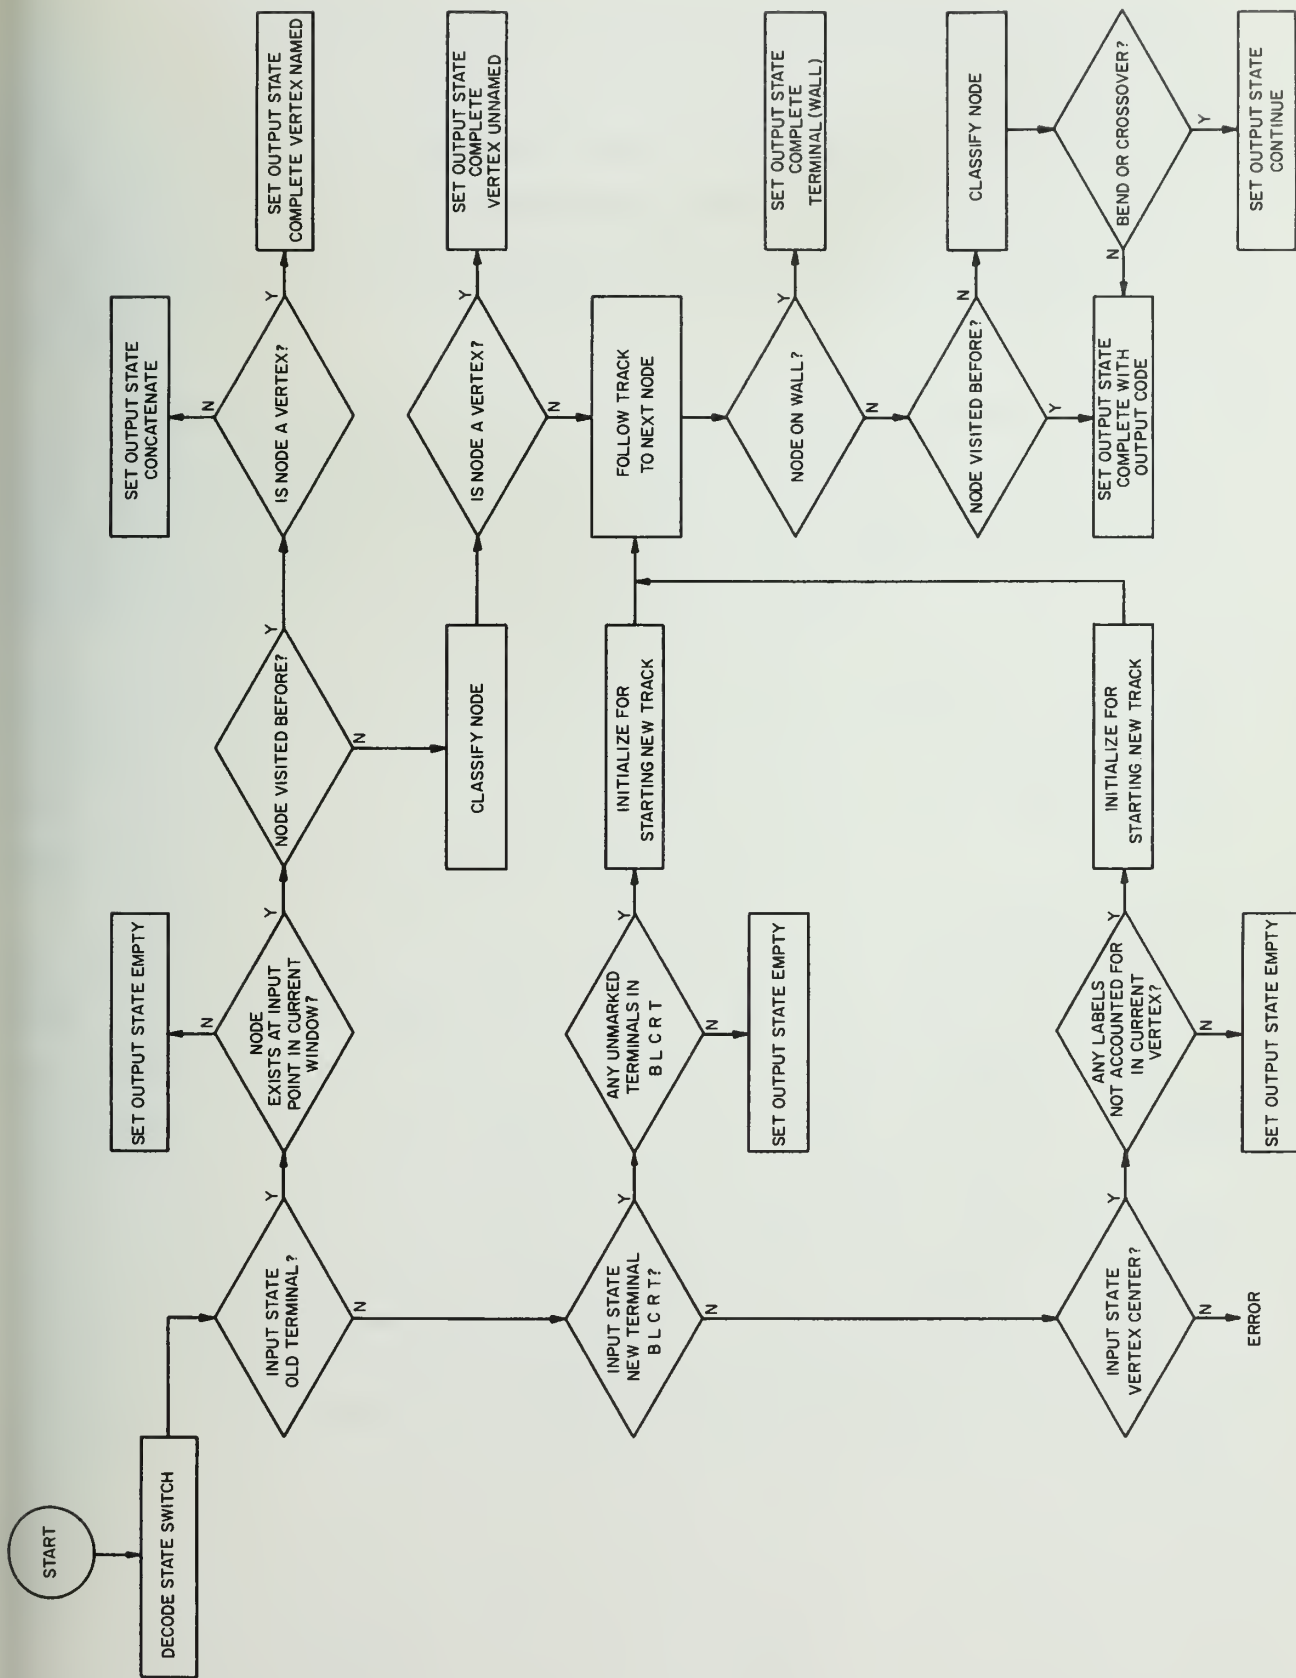 START
DECODE STATE SWITCH
INPUT STATE
OLD TERMINAL?
Y
N
NODE
EXISTS AT INPUT
POINT IN CURRENT
WINDOW?
N
Y
SET OUTPUT STATE EMPTY
NODE VISITED BEFORE?
Y
N
IS NODE A VERTEX?
N
Y
SET OUTPUT STATE
CONCATENATE
SET OUTPUT STATE
COMPLETE VERTEX NAMED
CLASSIFY NODE
IS NODE A VERTEX?
Y
N
SET OUTPUT STATE
COMPLETE
VERTEX UNNAMED
INPUT STATE
NEW TERMINAL
B L C R T?
Y
N
ANY UNMARKED
TERMINALS IN
B L C R T
Y
N
SET OUTPUT STATE EMPTY
INITIALIZE FOR
STARTING NEW TRACK
FOLLOW TRACK
TO NEXT NODE
NODE ON WALL?
Y
N
SET OUTPUT STATE
COMPLETE
TERMINAL (WALL)
NODE VISITED BEFORE?
N
Y
CLASSIFY NODE
BEND OR CROSSOVER?
N
Y
SET OUTPUT STATE
COMPLETE WITH
OUTPUT CODE
SET OUTPUT STATE
CONTINUE
INPUT STATE
VERTEX CENTER?
Y
N
ERROR
ANY LABELS
NOT ACCOUNTED FOR
IN CURRENT
VERTEX?
Y
N
SET OUTPUT STATE EMPTY
INITIALIZE FOR
STARTING NEW TRACK